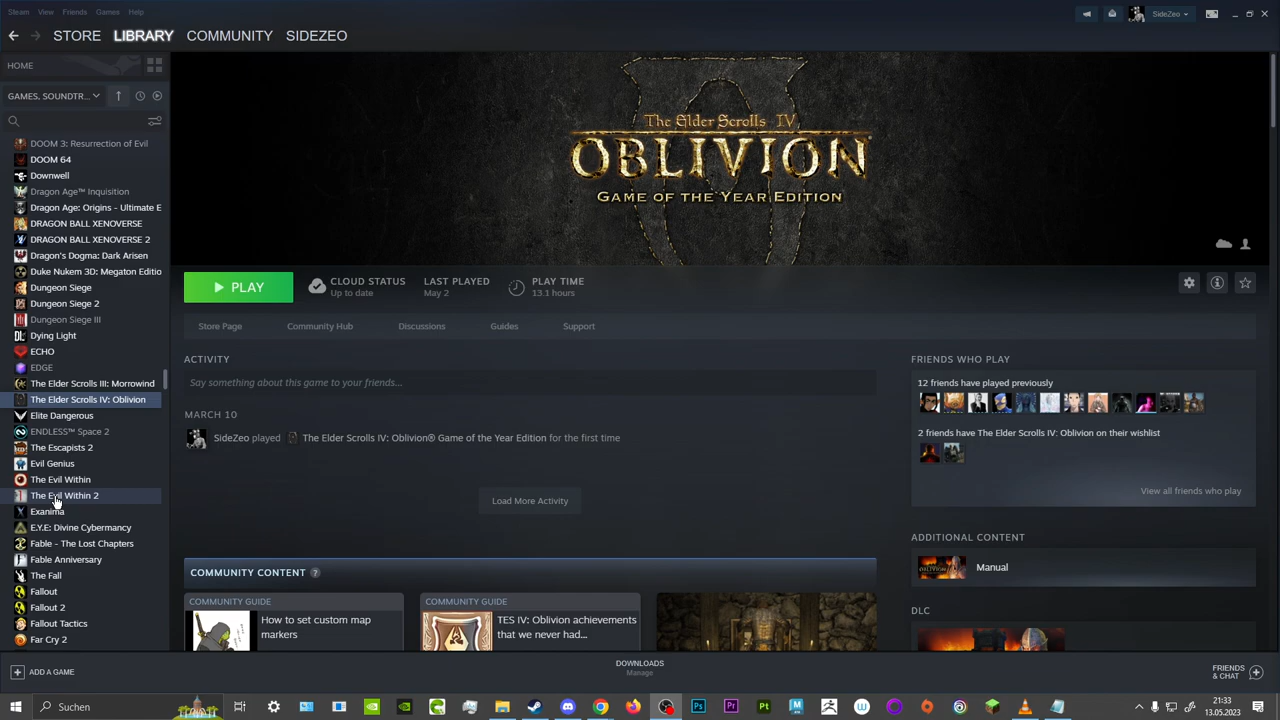 Steam View Friends Games Help
SideZeo
STORE LIBRARY COMMUNITY SIDEZEO
HOME
GAMES, SOUNDTR...
DOOM 3: Resurrection of Evil
DOOM 64
Downwell
Dragon Age™ Inquisition
Dragon Age: Origins - Ultimate E
DRAGON BALL XENOVERSE
DRAGON BALL XENOVERSE 2
Dragon's Dogma: Dark Arisen
Duke Nukem 3D: Megaton Editio
Dungeon Siege
Dungeon Siege 2
Dungeon Siege III
Dying Light
ECHO
EDGE
The Elder Scrolls III: Morrowind
The Elder Scrolls IV: Oblivion
Elite Dangerous
ENDLESS™ Space 2
The Escapists 2
Evil Genius
The Evil Within
The Evil Within 2
Exanima
E.Y.E: Divine Cybermancy
Fable - The Lost Chapters
Fable Anniversary
The Fall
Fallout
Fallout 2
Fallout Tactics
Far Cry 2
The Elder Scrolls IV
OBLIVION
GAME OF THE YEAR EDITION
PLAY
CLOUD STATUS
Up to date
LAST PLAYED
May 2
PLAY TIME
13.1 hours
Store Page Community Hub Discussions Guides Support
ACTIVITY
Say something about this game to your friends...
MARCH 10
SideZeo played The Elder Scrolls IV: Oblivion® Game of the Year Edition for the first time
Load More Activity
COMMUNITY CONTENT ?
COMMUNITY GUIDE
How to set custom map
markers
COMMUNITY GUIDE
TES IV: Oblivion achievements
that we never had...
FRIENDS WHO PLAY
12 friends have played previously
2 friends have The Elder Scrolls IV: Oblivion on their wishlist
View all friends who play
ADDITIONAL CONTENT
Manual
DLC
ADD A GAME
DOWNLOADS
Manage
FRIENDS
& CHAT
Suchen
Ps
Pr
Pt
M
21:33
13.05.2023